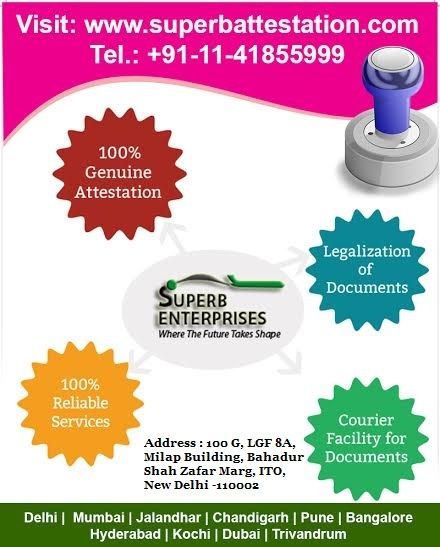 Visit: www.superbattestation.com
Tel.: +91-11-41855999
100%
Genuine
Attestation
Legalization
of
Documents
SUPERB
ENTERPRISES
Where The Future Takes Shape
100%
Reliable
Services
Courier
Facility for
Documents
Address : 100 G, LGF 8A,
Milap Building, Bahadur
Shah Zafar Marg, ITO,
New Delhi -110002
Delhi | Mumbai | Jalandhar | Chandigarh | Pune | Bangalore
Hyderabad | Kochi | Dubai | Trivandrum